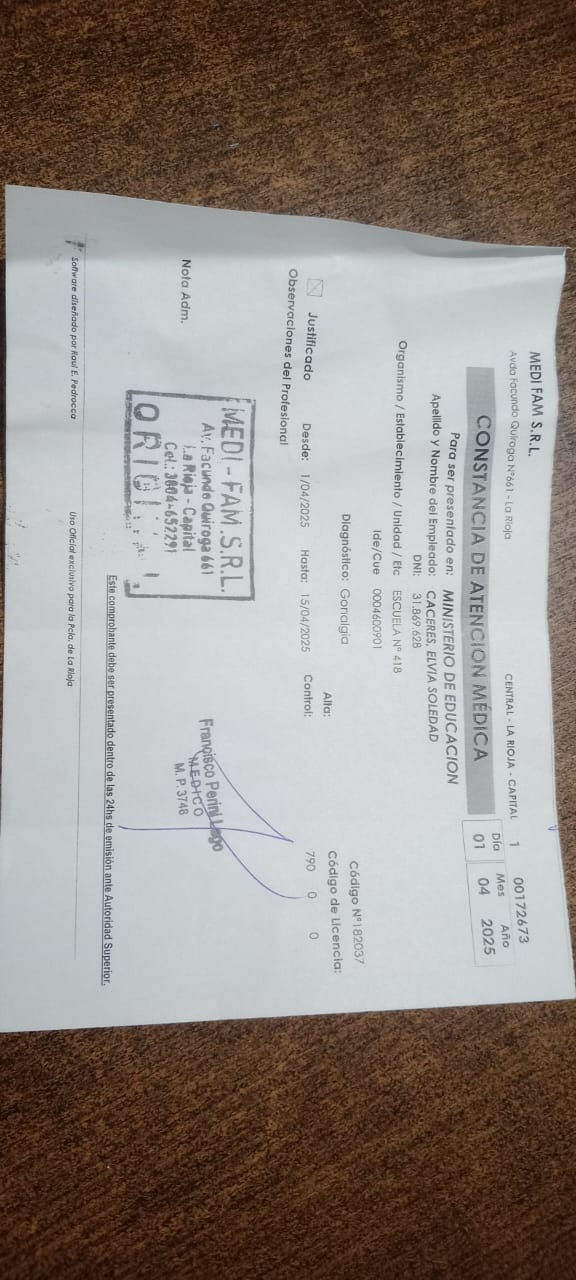 MEDI FAM S.R.L.
Avda Facundo Quiroga N°661 - La Rioja
CENTRAL - LA RIOJA - CAPITAL 1 00172673
CONSTANCIA DE ATENCION MÉDICA
Día Mes Año
01 04 2025
Para ser presentado en: MINISTERIO DE EDUCACION
Apellido y Nombre del Empleado: CACERES, ELVIA SOLEDAD
DNI: 31.869.628
Organismo / Establecimiento / Unidad / Etc ESCUELA N° 418
Ide/Cue 0004600901
Código N°182037
Diagnóstico: Gonalgia
Alta:
Código de Licencia:
Justificado Desde: 1/04/2025 Hasta: 15/04/2025 Control:
790 0 0
Observaciones del Profesional
MEDI - FAM S.R.L.
Av. Facundo Quiroga 661
La Rioja - Capital
Cel.: 3804-652291
Francisco Perini Lago
MEDICO
M. P. 3748
Nota Adm.
Este comprobante debe ser presentado dentro de las 24hs de emisión ante Autoridad Superior.
Software diseñado por Raul E. Pedrocca
Uso Oficial exclusivo para la Pcia. de La Rioja